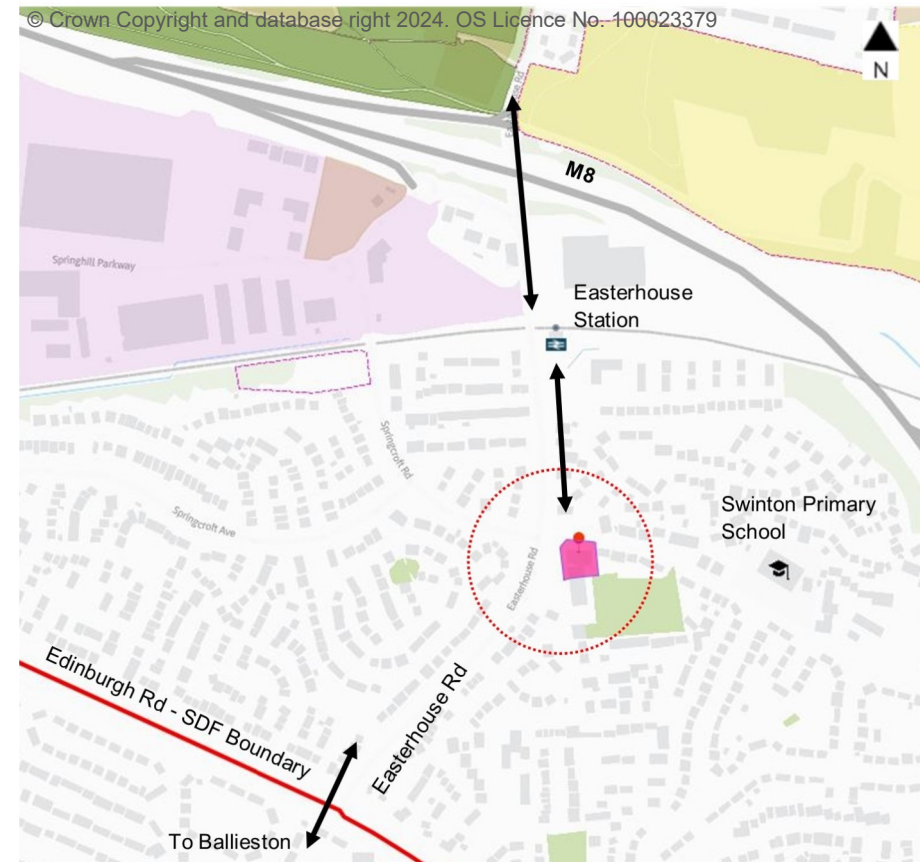 © Crown Copyright and database right 2024. OS Licence No. 100023379
N
M8
Springhill Parkway
Easterhouse
Station
Springcroft Rd
Swinton Primary
School
Springcroft Ave
Easterhouse Rd
Edinburgh Rd - SDF Boundary
Easterhouse Rd
To Ballieston